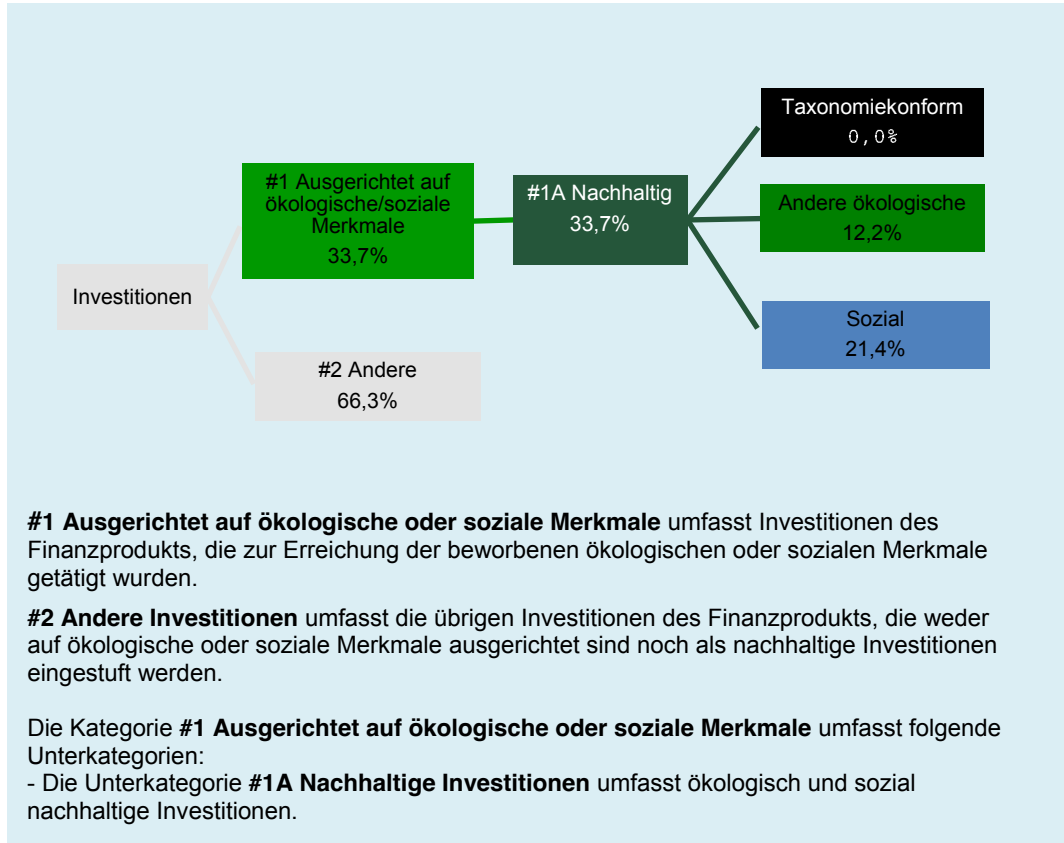 Taxonomiekonform
0,0%
#1 Ausgerichtet auf
ökologische/soziale
Merkmale
33,7%
#1A Nachhaltig
33,7%
Andere ökologische
12,2%
Investitionen
Sozial
21,4%
#2 Andere
66,3%
#1 Ausgerichtet auf ökologische oder soziale Merkmale umfasst Investitionen des
Finanzprodukts, die zur Erreichung der beworbenen ökologischen oder sozialen Merkmale
getätigt wurden.
#2 Andere Investitionen umfasst die übrigen Investitionen des Finanzprodukts, die weder
auf ökologische oder soziale Merkmale ausgerichtet sind noch als nachhaltige Investitionen
eingestuft werden.
Die Kategorie #1 Ausgerichtet auf ökologische oder soziale Merkmale umfasst folgende
Unterkategorien:
- Die Unterkategorie #1A Nachhaltige Investitionen umfasst ökologisch und sozial
nachhaltige Investitionen.